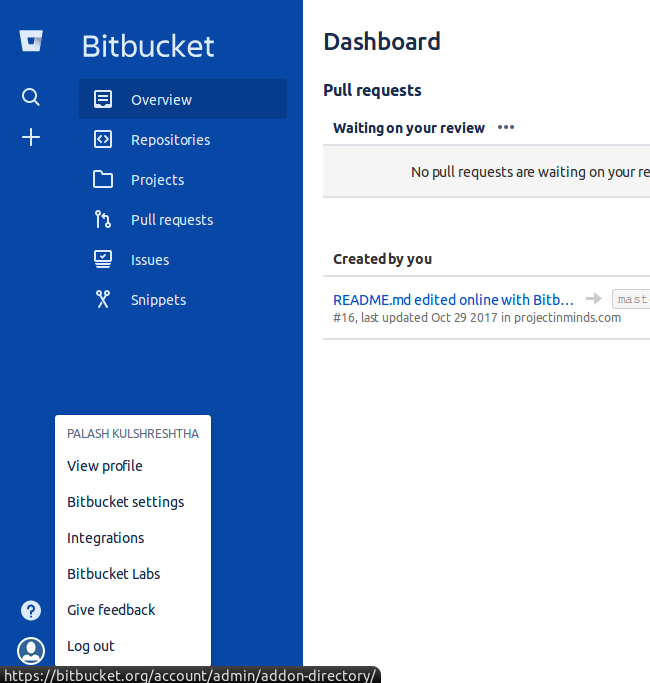 Bitbucket
Overview
Repositories
Projects
Pull requests
Issues
Snippets
PALASH KULSHRESHTHA
View profile
Bitbucket settings
Integrations
Bitbucket Labs
Give feedback
Log out
Dashboard
Pull requests
Waiting on your review •••
No pull requests are waiting on your re
Created by you
README.md edited online with Bitb… mast
#16, last updated Oct 29 2017 in projectinminds.com
https://bitbucket.org/account/admin/addon-directory/